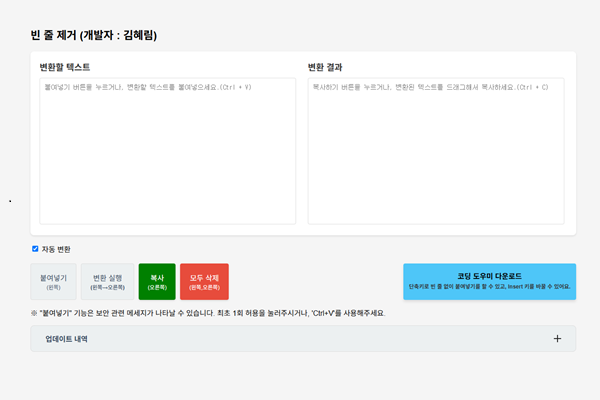 빈 줄 제거 (개발자 : 김혜림)
변환할 텍스트
변환 결과
붙여넣기 버튼을 누르거나, 변환할 텍스트를 붙여넣으세요.(Ctrl + V)
복사하기 버튼을 누르거나, 변환된 텍스트를 드래그해서 복사하세요.(Ctrl + C)
자동 변환
붙여넣기
(왼쪽)
변환 실행
(왼쪽→오른쪽)
복사
(오른쪽)
모두 삭제
(왼쪽,오른쪽)
코딩 도우미 다운로드
단축키로 빈 줄 없이 붙여넣기를 할 수 있고, Insert 키를 바꿀 수 있어요.
※ "붙여넣기" 기능은 보안 관련 메세지가 나타날 수 있습니다. 최초 1회 허용을 눌러주시거나, 'Ctrl+V'를 사용해주세요.
업데이트 내역